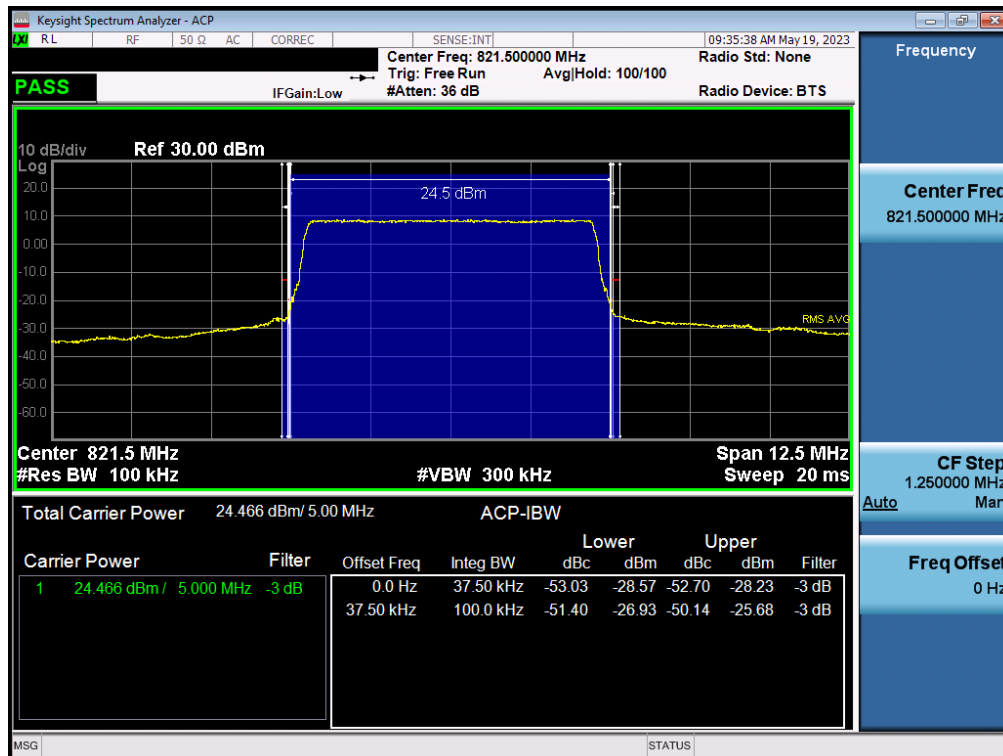 Keysight Spectrum Analyzer - ACP
LXI RL RF 50 Ω AC CORREC SENSE:INT 09:35:38 AM May 19, 2023
Center Freq: 821.500000 MHz Radio Std: None
Trig: Free Run Avg|Hold: 100/100
PASS IFGain:Low #Atten: 36 dB Radio Device: BTS
10 dB/div Ref 30.00 dBm
Log
20.0
24.5 dBm
10.0
0.00
-10.0
-20.0
RMS AVG
-30.0
-40.0
-50.0
-60.0
Center 821.5 MHz Span 12.5 MHz
#Res BW 100 kHz #VBW 300 kHz Sweep 20 ms
Total Carrier Power 24.466 dBm/ 5.00 MHz ACP-IBW
Lower Upper
Carrier Power Filter Offset Freq Integ BW dBc dBm dBc dBm Filter
1 24.466 dBm / 5.000 MHz -3 dB 0.0 Hz 37.50 kHz -53.03 -28.57 -52.70 -28.23 -3 dB
37.50 kHz 100.0 kHz -51.40 -26.93 -50.14 -25.68 -3 dB
MSG STATUS
Frequency
Center Freq
821.500000 MHz
CF Step
1.250000 MHz
Auto Man
Freq Offset
0 Hz